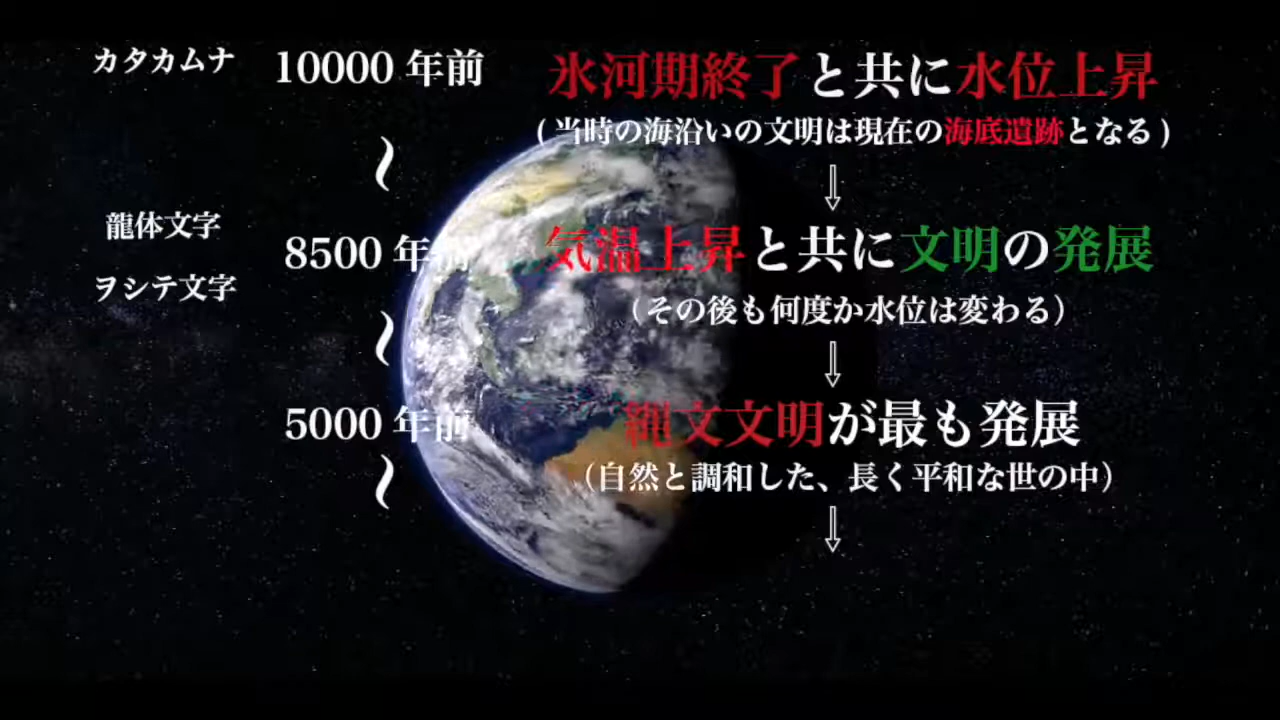 カタカムナ 10000 年前 氷河期終了と共に水位上昇
( 当時の海沿いの文明は現在の海底遺跡となる )
〜
⇩
龍体文字
8500 年前 気温上昇と共に文明の発展
ヲシテ文字
（その後も何度か水位は変わる）
〜
⇩
5000 年前 縄文文明が最も発展
（自然と調和した、長く平和な世の中）
〜
⇩